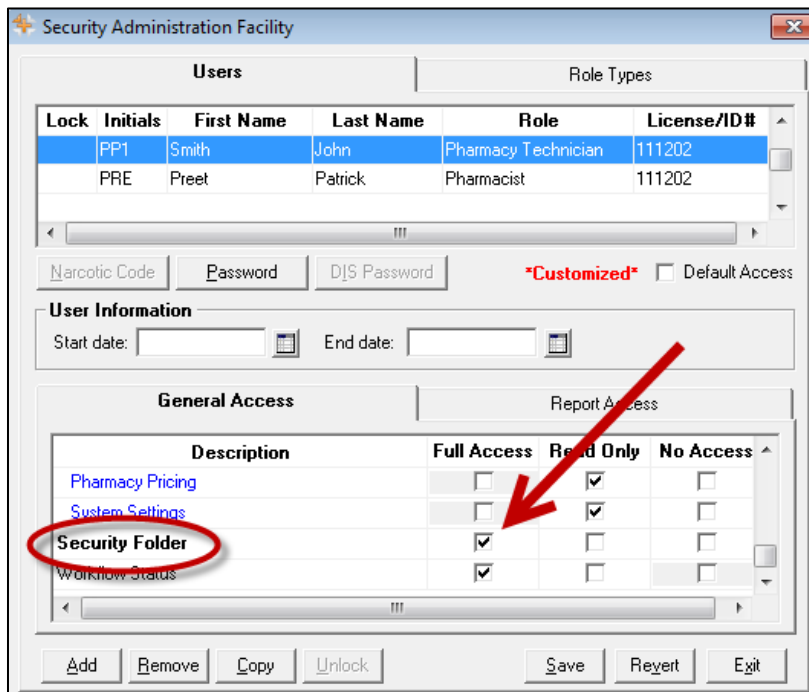 Security Administration Facility
Users Role Types
Lock Initials First Name Last Name Role License/ID#
PP1 Smith John Pharmacy Technician 111202
PRE Preet Patrick Pharmacist 111202
Narcotic Code Password DIS Password *Customized* Default Access
User Information
Start date: End date:
General Access Report Access
Description Full Access Read Only No Access
Pharmacy Pricing
System Settings
Security Folder
Workflow Status
Add Remove Copy Unlock Save Revert Exit